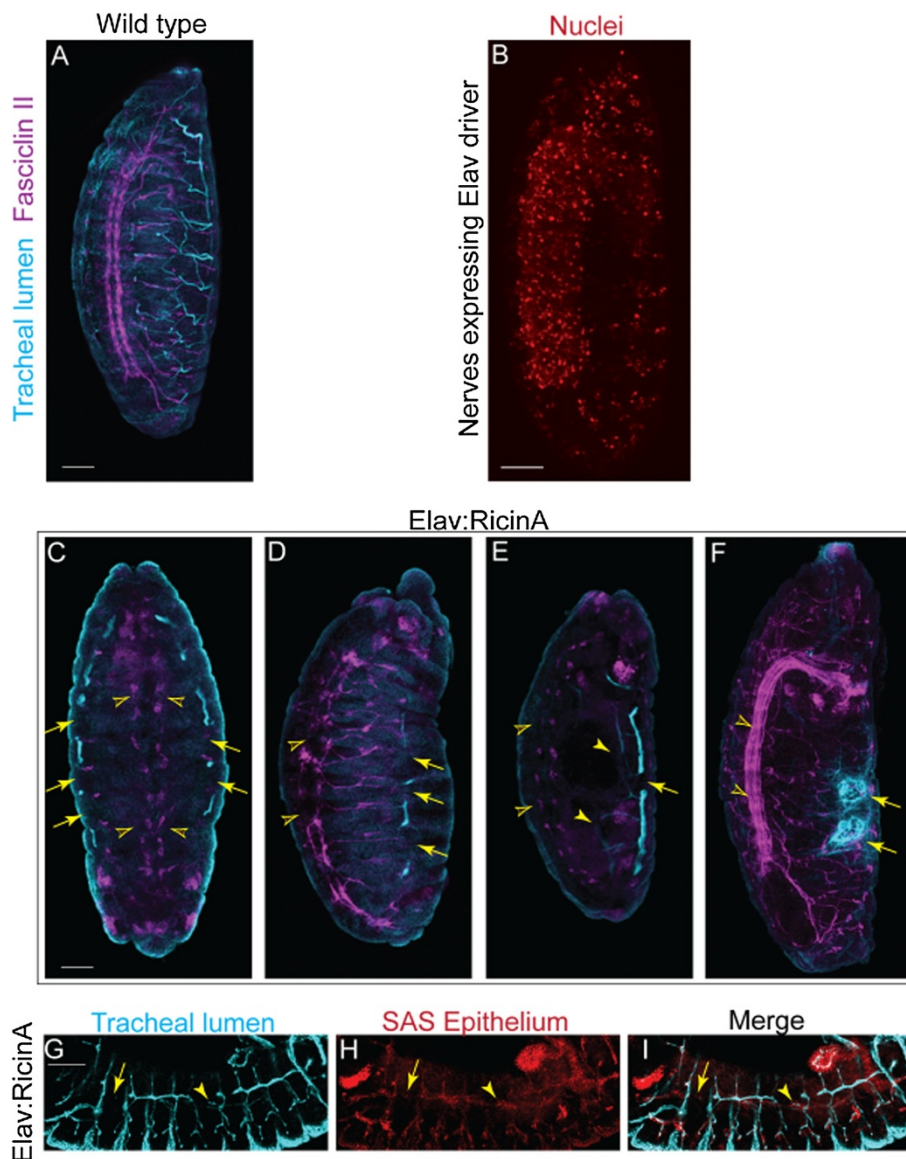 Wild type
Nuclei
A
B
Tracheal lumen Fasciclin II
Nerves expressing Elav driver
Elav:RicinA
C
D
E
F
Elav:RicinA
Tracheal lumen
SAS Epithelium
Merge
G
H
I